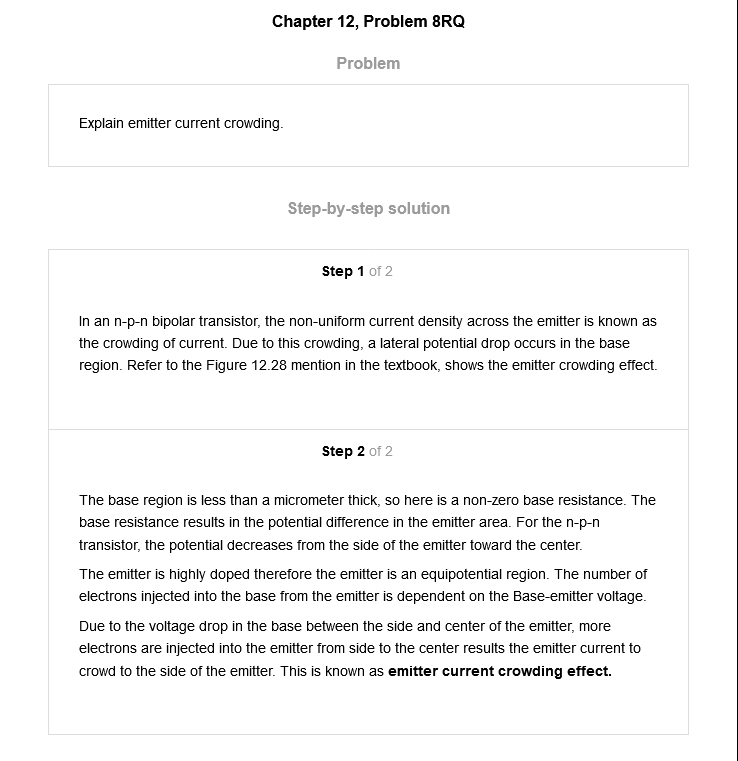 Chapter 12, Problem 8RQ
Problem
Explain emitter current crowding.
Step-by-step solution
Step 1 of 2
In an n-p-n bipolar transistor, the non-uniform current density across the emitter is known as
the crowding of current. Due to this crowding, a lateral potential drop occurs in the base
region. Refer to the Figure 12.28 mention in the textbook, shows the emitter crowding effect.
Step 2 of 2
The base region is less than a micrometer thick, so here is a non-zero base resistance. The
base resistance results in the potential difference in the emitter area. For the n-p-n
transistor, the potential decreases from the side of the emitter toward the center.
The emitter is highly doped therefore the emitter is an equipotential region. The number of
electrons injected into the base from the emitter is dependent on the Base-emitter voltage.
Due to the voltage drop in the base between the side and center of the emitter, more
electrons are injected into the emitter from side to the center results the emitter current to
crowd to the side of the emitter. This is known as emitter current crowding effect.